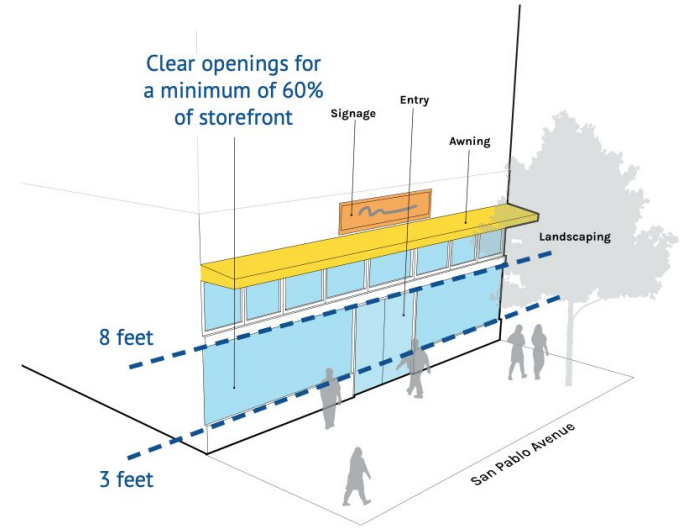 Clear openings for
a minimum of 60%
of storefront
Signage
Entry
Awning
Landscaping
8 feet
3 feet
San Pablo Avenue